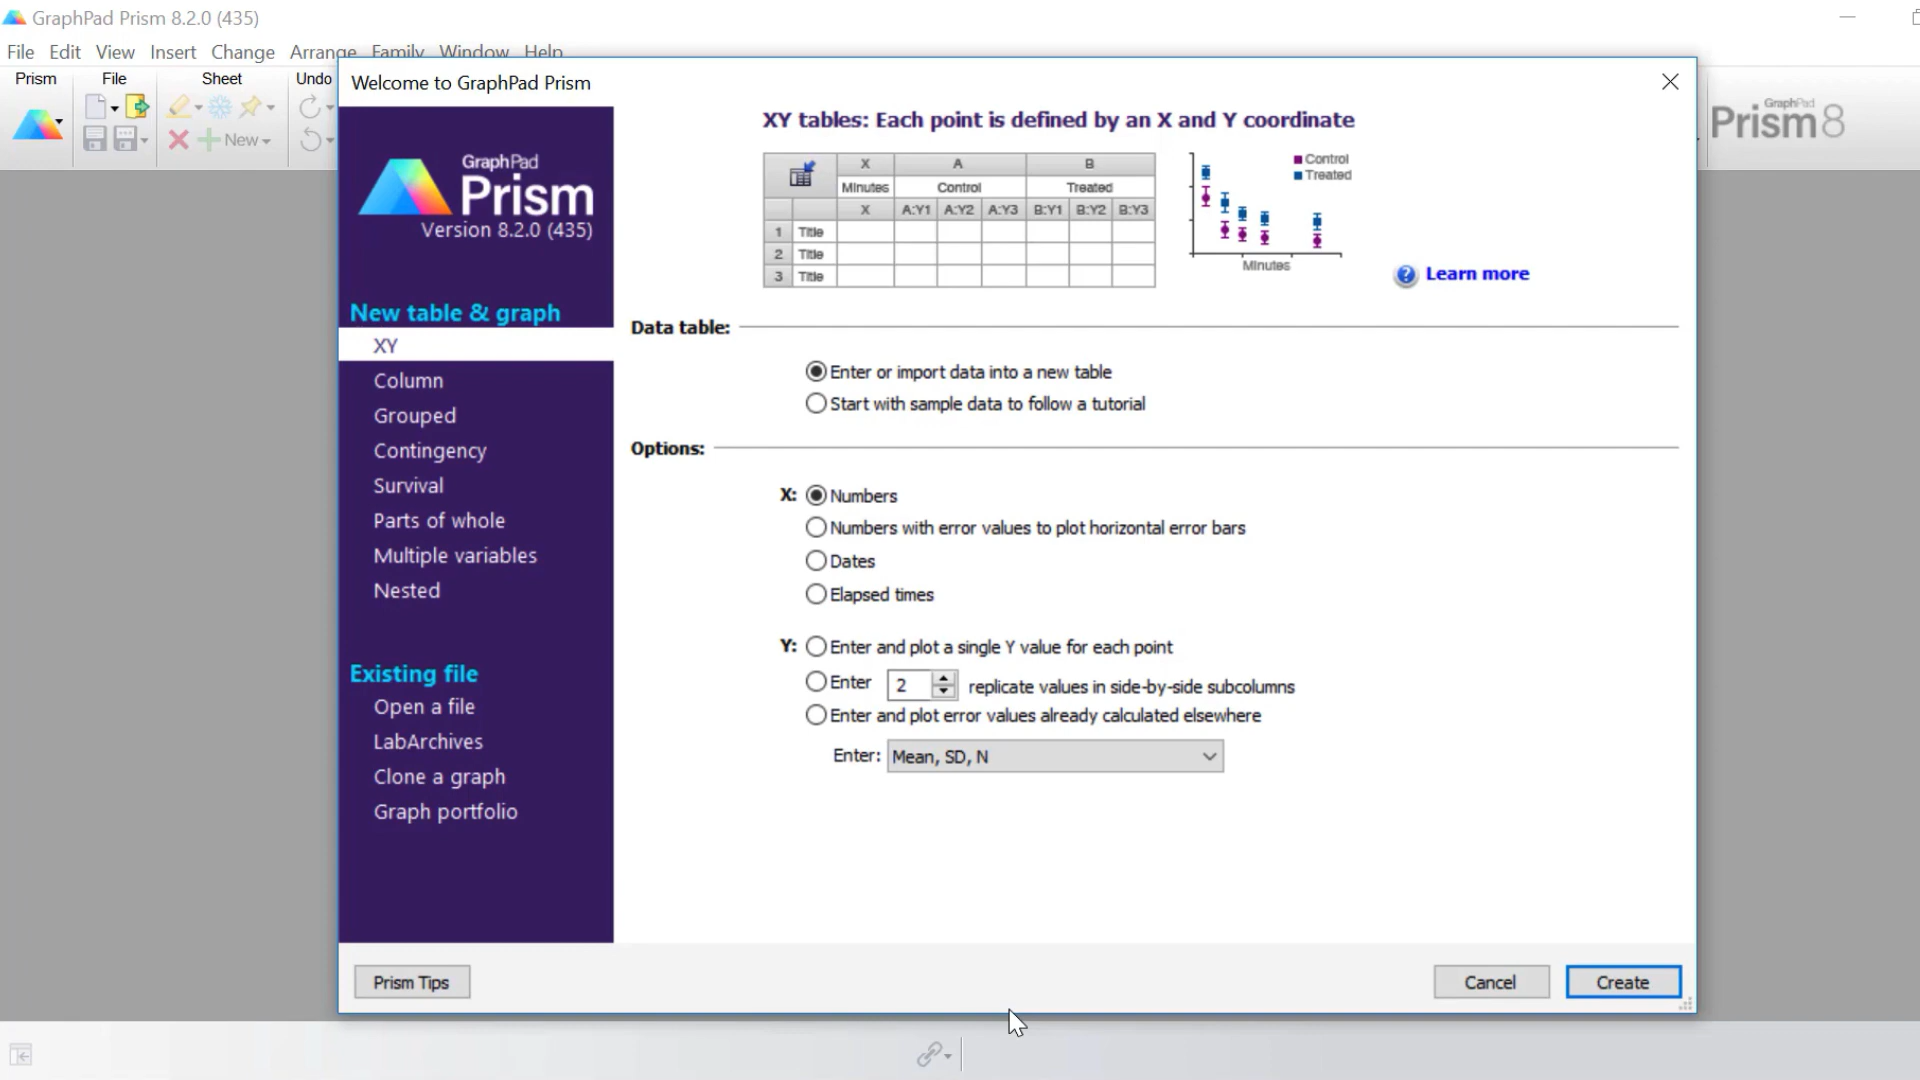 GraphPad Prism 8.2.0 (435)
File Edit View Insert Change Arrange Family Window Help
Prism File Sheet Undo
New
GraphPad
Prism 8
Welcome to GraphPad Prism
GraphPad
Prism
Version 8.2.0 (435)
New table & graph
XY
Column
Grouped
Contingency
Survival
Parts of whole
Multiple variables
Nested
Existing file
Open a file
LabArchives
Clone a graph
Graph portfolio
XY tables: Each point is defined by an X and Y coordinate
X A B
Minutes Control Treated
X A:Y1 A:Y2 A:Y3 B:Y1 B:Y2 B:Y3
1 Title
2 Title
3 Title
Control
Treated
Minutes
Learn more
Data table:
Enter or import data into a new table
Start with sample data to follow a tutorial
Options:
X: Numbers
Numbers with error values to plot horizontal error bars
Dates
Elapsed times
Y: Enter and plot a single Y value for each point
Enter 2 replicate values in side-by-side subcolumns
Enter and plot error values already calculated elsewhere
Enter: Mean, SD, N
Prism Tips Cancel Create